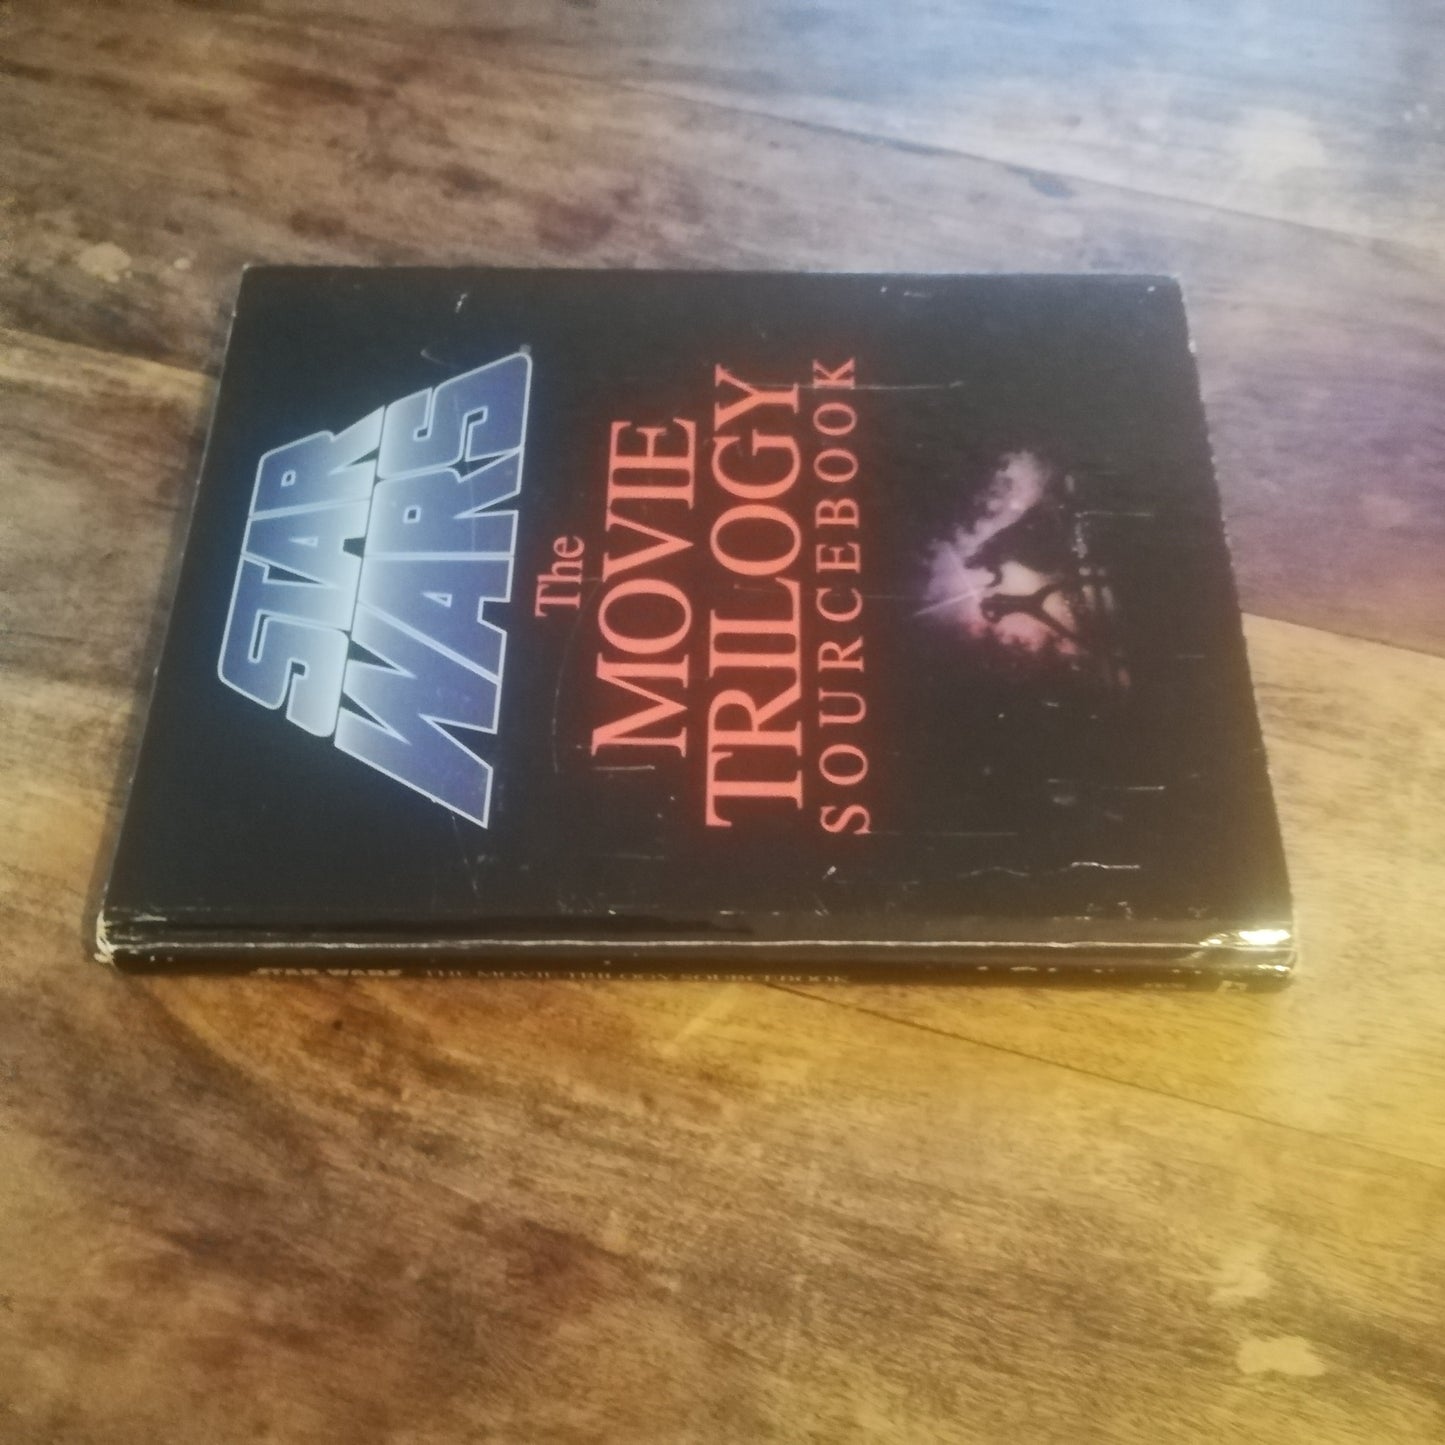 STAR
WARS
The
MOVIE
TRILOGY
SOURCEBOOK
STAR WARS THE MOVIE TRILOGY SOURCEBOOK